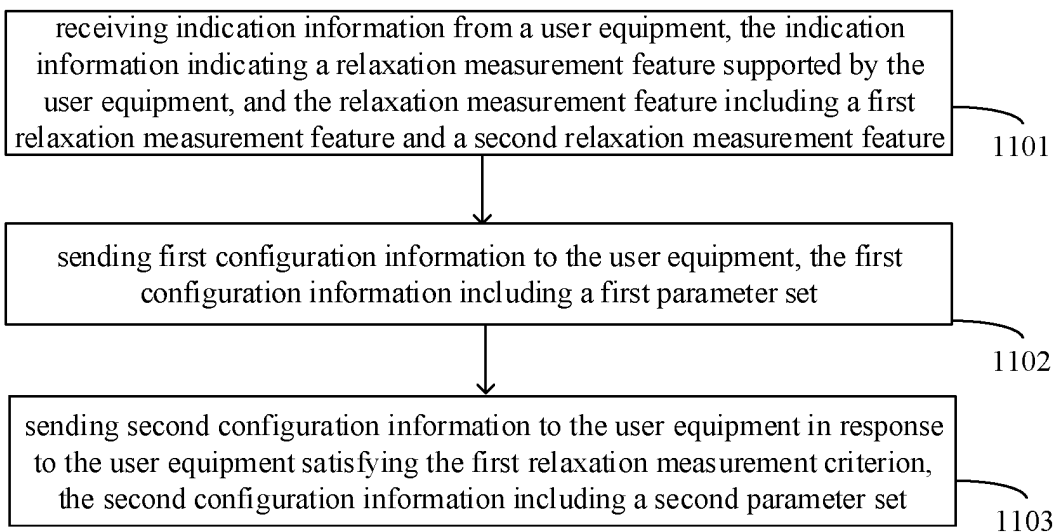 receiving indication information from a user equipment, the indication
information indicating a relaxation measurement feature supported by the
user equipment, and the relaxation measurement feature including a first
relaxation measurement feature and a second relaxation measurement feature
1101
sending first configuration information to the user equipment, the first
configuration information including a first parameter set
1102
sending second configuration information to the user equipment in response
to the user equipment satisfying the first relaxation measurement criterion,
the second configuration information including a second parameter set
1103